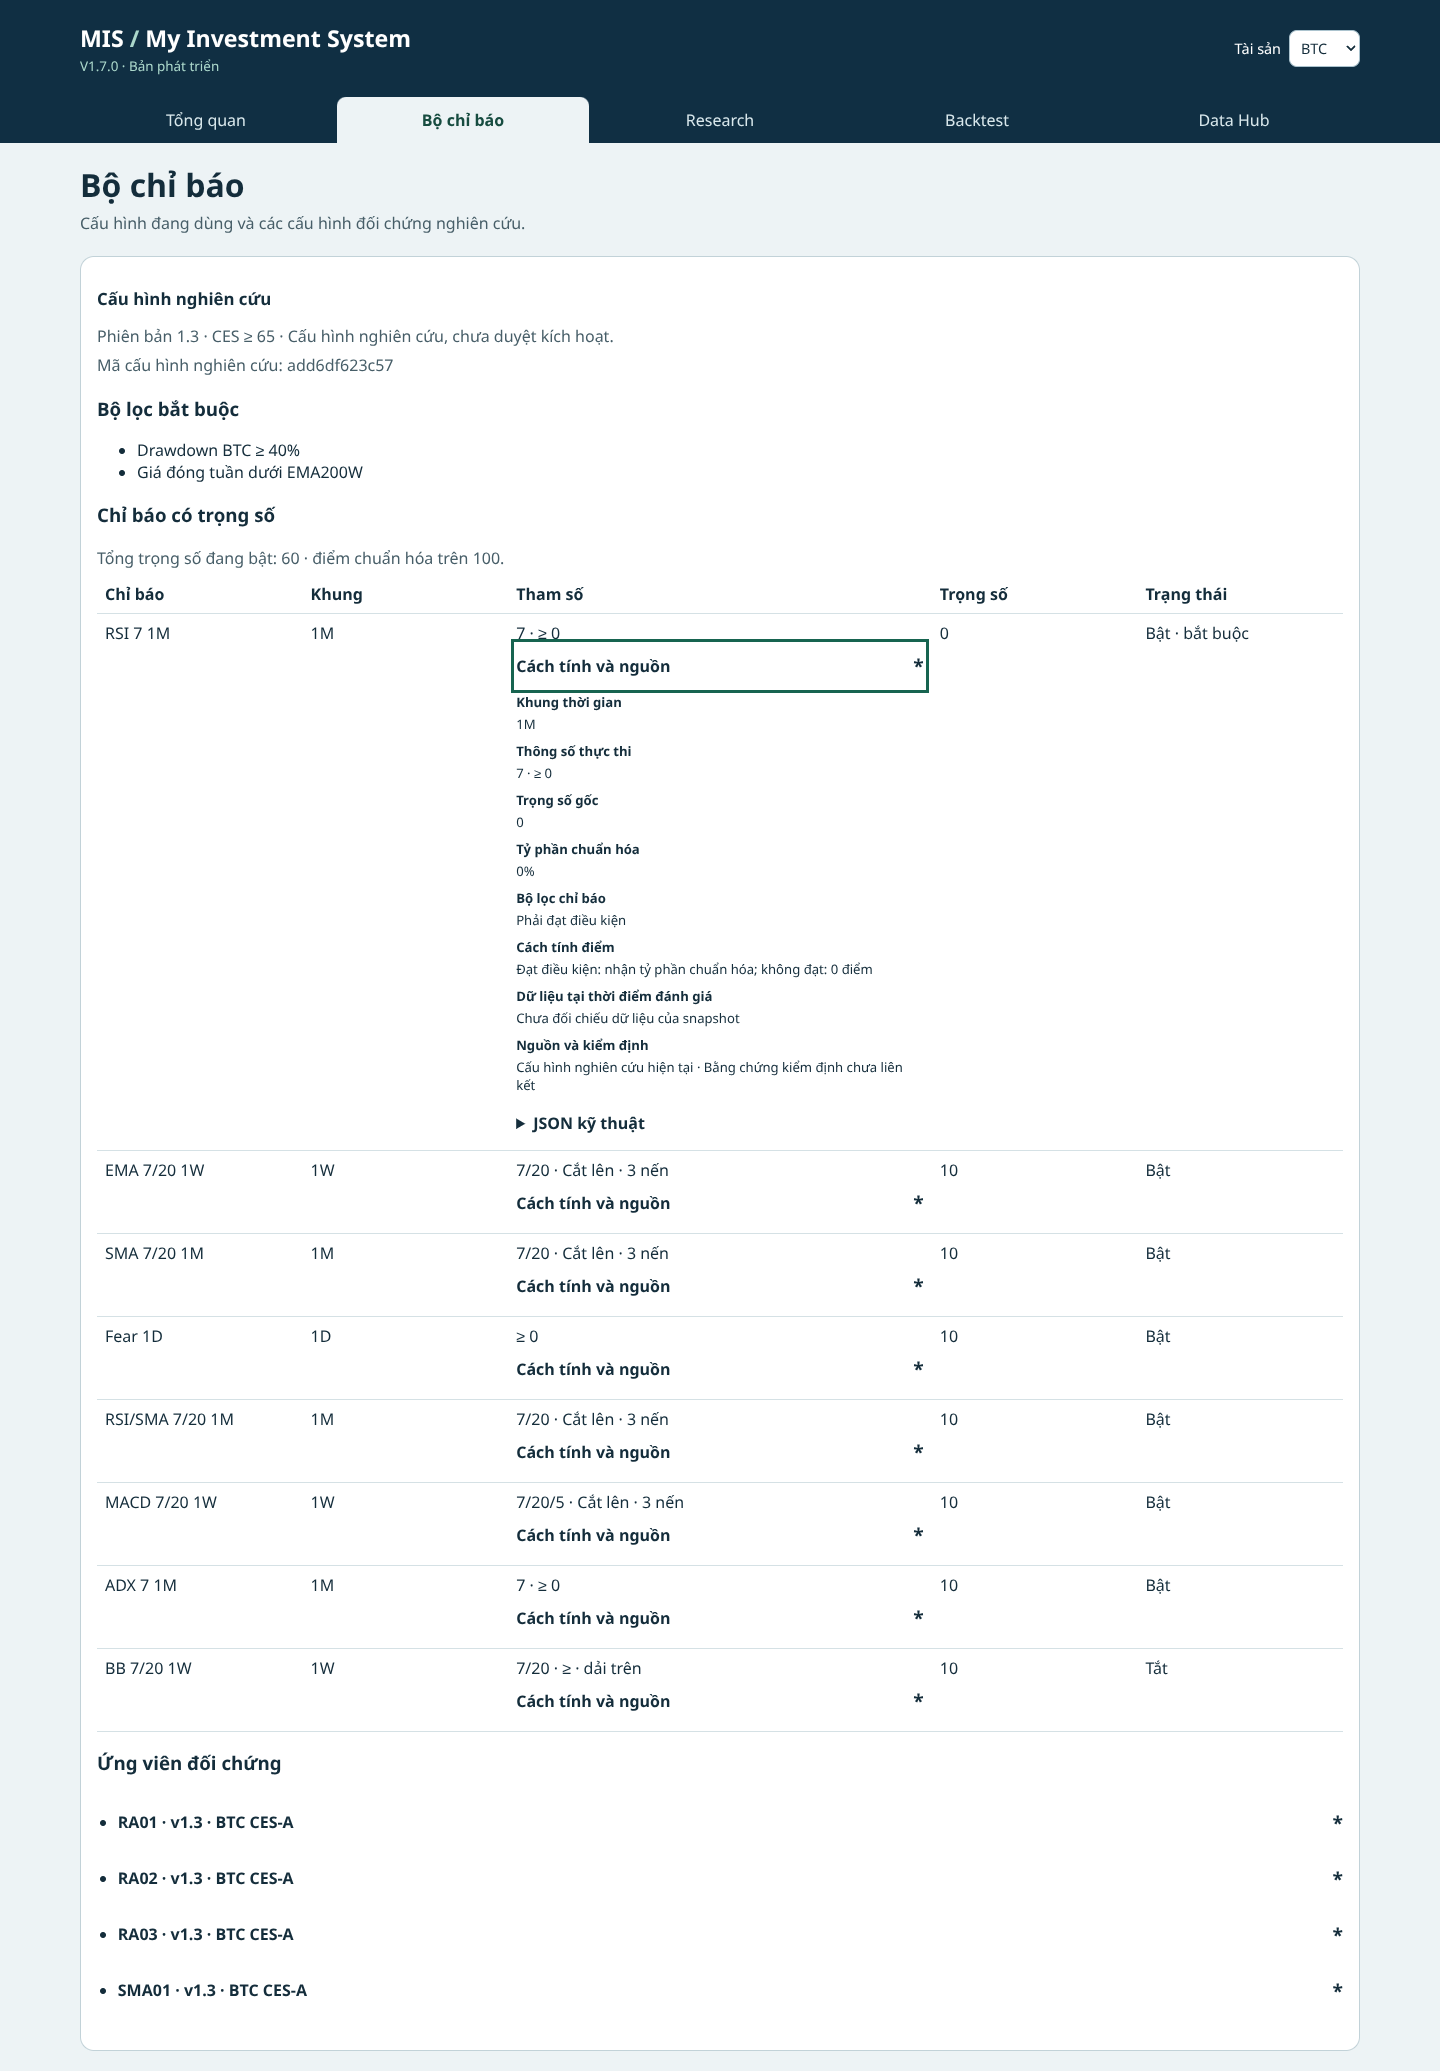 MIS / My Investment System
V1.7.0 · Bản phát triển
Tài sản BTC
Tổng quan Bộ chỉ báo Research Backtest Data Hub
Bộ chỉ báo
Cấu hình đang dùng và các cấu hình đối chứng nghiên cứu.
Cấu hình nghiên cứu
Phiên bản 1.3 · CES ≥ 65 · Cấu hình nghiên cứu, chưa duyệt kích hoạt.
Mã cấu hình nghiên cứu: add6df623c57
Bộ lọc bắt buộc
• Drawdown BTC ≥ 40%
• Giá đóng tuần dưới EMA200W
Chỉ báo có trọng số
Tổng trọng số đang bật: 60 · điểm chuẩn hóa trên 100.
Chỉ báo Khung Tham số Trọng số Trạng thái
RSI 7 1M 1M 7 · ≥ 0 0 Bật · bắt buộc
Cách tính và nguồn *
Khung thời gian
1M
Thông số thực thi
7 · ≥ 0
Trọng số gốc
0
Tỷ phần chuẩn hóa
0%
Bộ lọc chỉ báo
Phải đạt điều kiện
Cách tính điểm
Đạt điều kiện: nhận tỷ phần chuẩn hóa; không đạt: 0 điểm
Dữ liệu tại thời điểm đánh giá
Chưa đối chiếu dữ liệu của snapshot
Nguồn và kiểm định
Cấu hình nghiên cứu hiện tại · Bằng chứng kiểm định chưa liên
kết
▶ JSON kỹ thuật
EMA 7/20 1W 1W 7/20 · Cắt lên · 3 nến 10 Bật
Cách tính và nguồn *
SMA 7/20 1M 1M 7/20 · Cắt lên · 3 nến 10 Bật
Cách tính và nguồn *
Fear 1D 1D ≥ 0 10 Bật
Cách tính và nguồn *
RSI/SMA 7/20 1M 1M 7/20 · Cắt lên · 3 nến 10 Bật
Cách tính và nguồn *
MACD 7/20 1W 1W 7/20/5 · Cắt lên · 3 nến 10 Bật
Cách tính và nguồn *
ADX 7 1M 1M 7 · ≥ 0 10 Bật
Cách tính và nguồn *
BB 7/20 1W 1W 7/20 · ≥ · dải trên 10 Tắt
Cách tính và nguồn *
Ứng viên đối chứng
• RA01 · v1.3 · BTC CES-A *
• RA02 · v1.3 · BTC CES-A *
• RA03 · v1.3 · BTC CES-A *
• SMA01 · v1.3 · BTC CES-A *